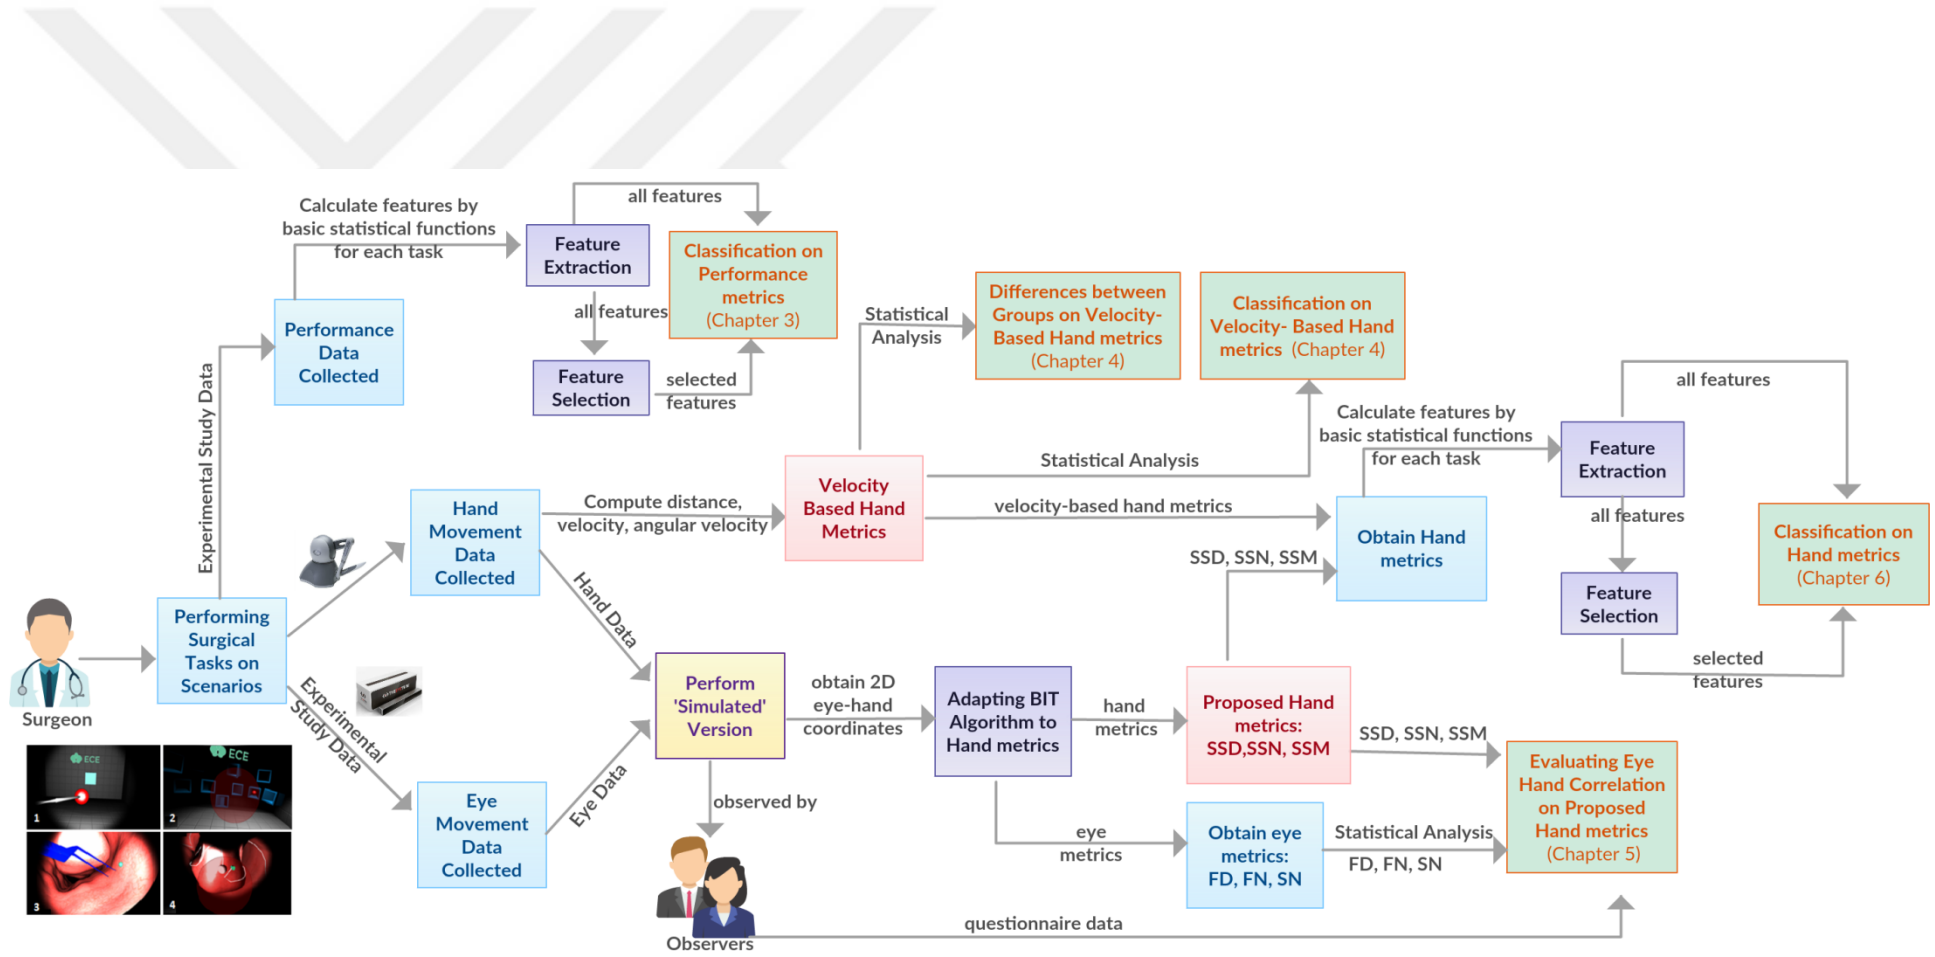 Calculate features by
basic statistical functions
for each task
all features
Feature
Extraction
all features
Feature
Selection
selected
features
Classification on
Performance
metrics
(Chapter 3)
Performance
Data
Collected
Experimental Study Data
Statistical
Analysis
Differences between
Groups on Velocity-
Based Hand metrics
(Chapter 4)
Classification on
Velocity- Based Hand
metrics (Chapter 4)
Statistical Analysis
velocity-based hand metrics
Velocity
Based Hand
Metrics
Compute distance,
velocity, angular velocity
Hand
Movement
Data
Collected
Calculate features by
basic statistical functions
for each task
all features
Feature
Extraction
all features
Feature
Selection
selected
features
Classification on
Hand metrics
(Chapter 6)
Obtain Hand
metrics
SSD, SSN, SSM
Surgeon
Performing
Surgical
Tasks on
Scenarios
Hand Data
Experimental
Study Data
Eye
Movement
Data
Collected
Eye Data
Perform
'Simulated'
Version
obtain 2D
eye-hand
coordinates
Adapting BIT
Algorithm to
Hand metrics
hand
metrics
Proposed Hand
metrics:
SSD,SSN, SSM
SSD, SSN, SSM
eye
metrics
Obtain eye
metrics:
FD, FN, SN
Statistical Analysis
FD, FN, SN
Evaluating Eye
Hand Correlation
on Proposed
Hand metrics
(Chapter 5)
observed by
Observers
questionnaire data
ECE
1
ECE
2
3
4